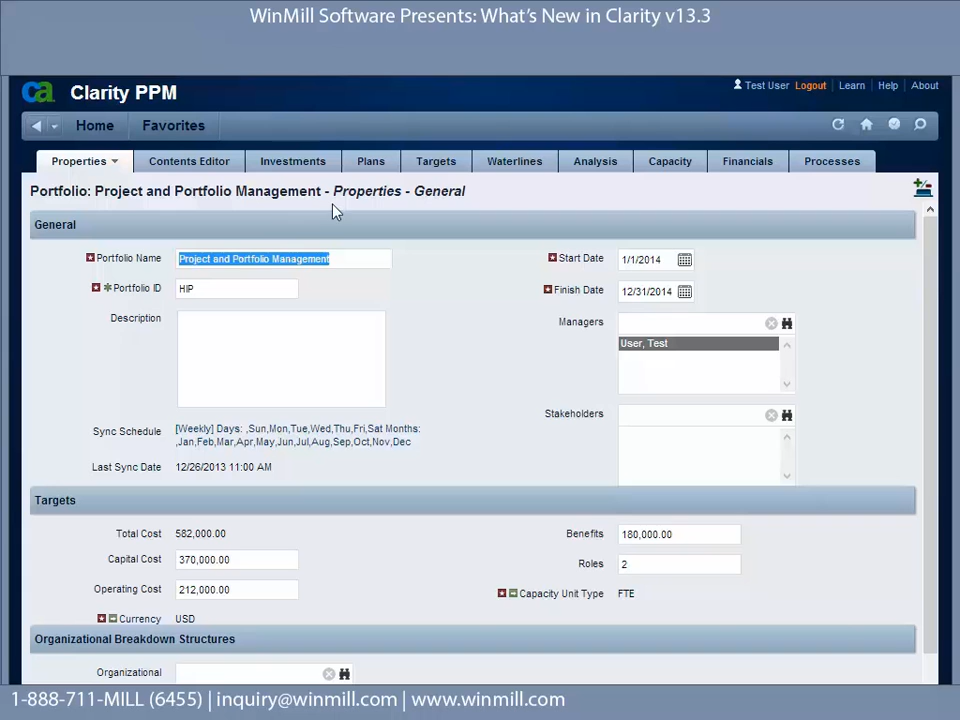 WinMill Software Presents: What's New in Clarity v13.3
ca Clarity PPM
Test User Logout Learn Help About
Home Favorites
Properties Contents Editor Investments Plans Targets Waterlines Analysis Capacity Financials Processes
Portfolio: Project and Portfolio Management - Properties - General
General
Portfolio Name Project and Portfolio Management
Start Date 1/1/2014
Portfolio ID HIP
Finish Date 12/31/2014
Description
Managers
User, Test
Stakeholders
Sync Schedule [Weekly] Days: ,Sun,Mon,Tue,Wed,Thu,Fri,Sat Months:
,Jan,Feb,Mar,Apr,May,Jun,Jul,Aug,Sep,Oct,Nov,Dec
Last Sync Date 12/26/2013 11:00 AM
Targets
Total Cost 582,000.00
Benefits 180,000.00
Capital Cost 370,000.00
Roles 2
Operating Cost 212,000.00
Capacity Unit Type FTE
Currency USD
Organizational Breakdown Structures
Organizational
1-888-711-MILL (6455) | inquiry@winmill.com | www.winmill.com